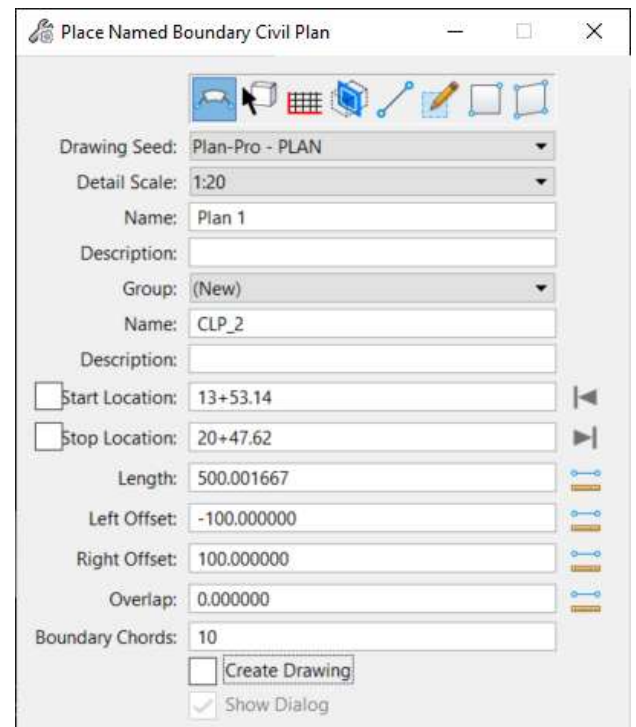 Place Named Boundary Civil Plan
Drawing Seed: Plan-Pro - PLAN
Detail Scale: 1:20
Name: Plan 1
Description:
Group: (New)
Name: CLP_2
Description:
Start Location: 13+53.14
Stop Location: 20+47.62
Length: 500.001667
Left Offset: -100.000000
Right Offset: 100.000000
Overlap: 0.000000
Boundary Chords: 10
Create Drawing
Show Dialog